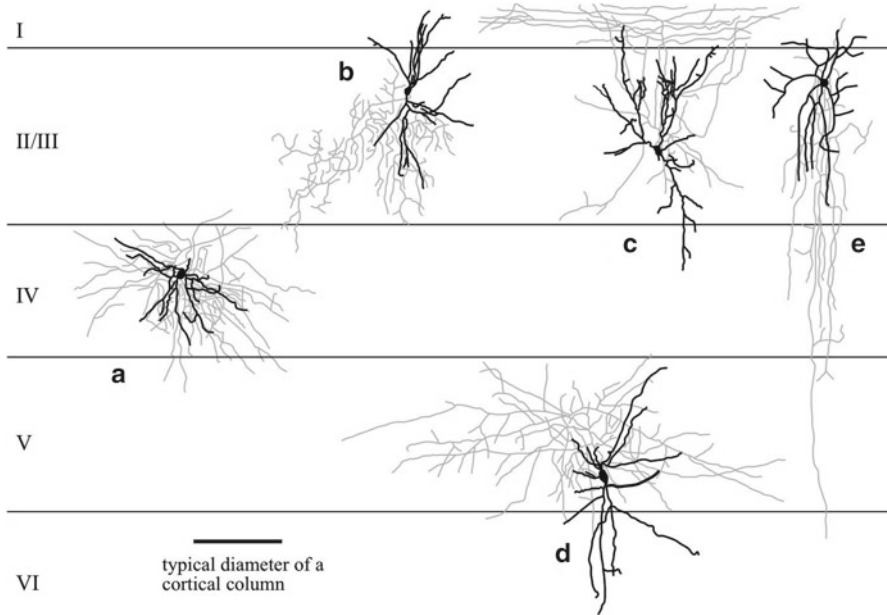 I
b
II/III
c
e
IV
a
V
d
typical diameter of a
cortical column
VI